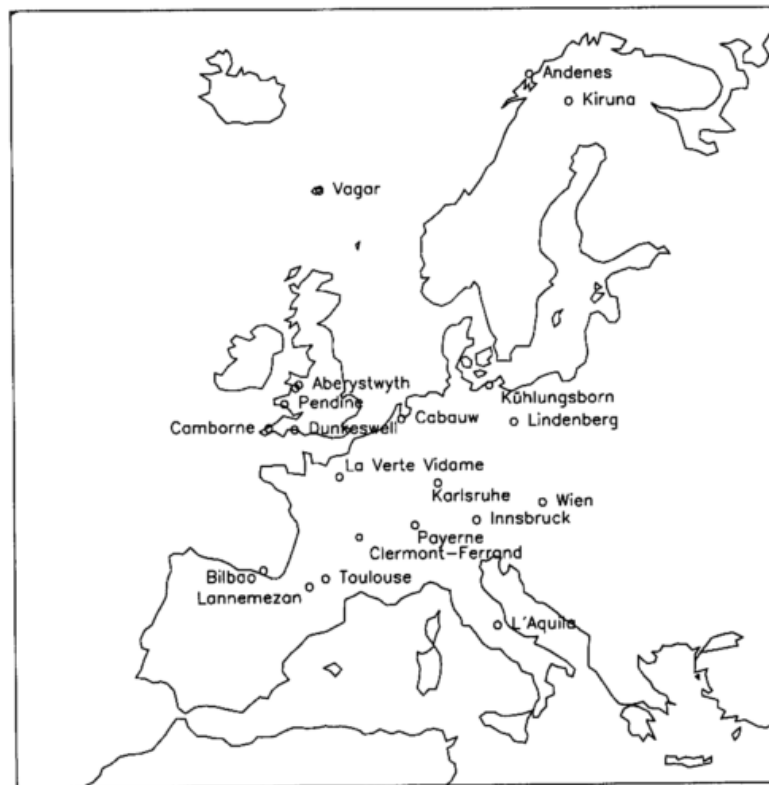 Andenes
Kiruna
Vagar
Aberystwyth
Kühlungsborn
Pendine
Cabauw
Lindenberg
Camborne
Dunkeswell
La Verte Vidame
Karlsruhe
Wien
Innsbruck
Payerne
Clermont-Ferrand
Bilbao
Toulouse
Lannemezan
L'Aquila